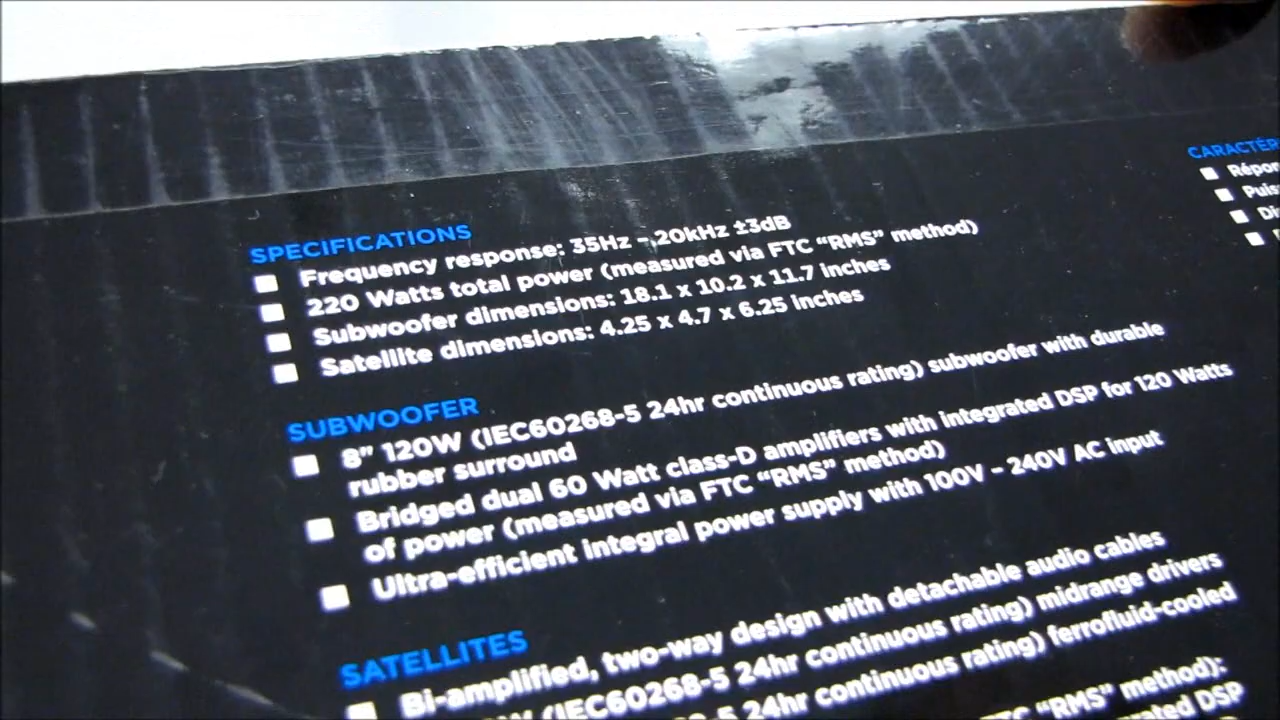 SPECIFICATIONS
Frequency response: 35Hz - 20kHz ±3dB
220 Watts total power (measured via FTC “RMS” method)
Subwoofer dimensions: 18.1 x 10.2 x 11.7 inches
Satellite dimensions: 4.25 x 4.7 x 6.25 inches
SUBWOOFER
8” 120W (IEC60268-5 24hr continuous rating) subwoofer with durable
rubber surround
Bridged dual 60 Watt class-D amplifiers with integrated DSP for 120 Watts
of power (measured via FTC “RMS” method)
Ultra-efficient integral power supply with 100V – 240V AC input
SATELLITES
Bi-amplified, two-way design with detachable audio cables
(IEC60268-5 24hr continuous rating) midrange drivers
24hr continuous rating) ferrofluid-cooled
“RMS” method):
DSP
CARACTÉR
Répon
Puis